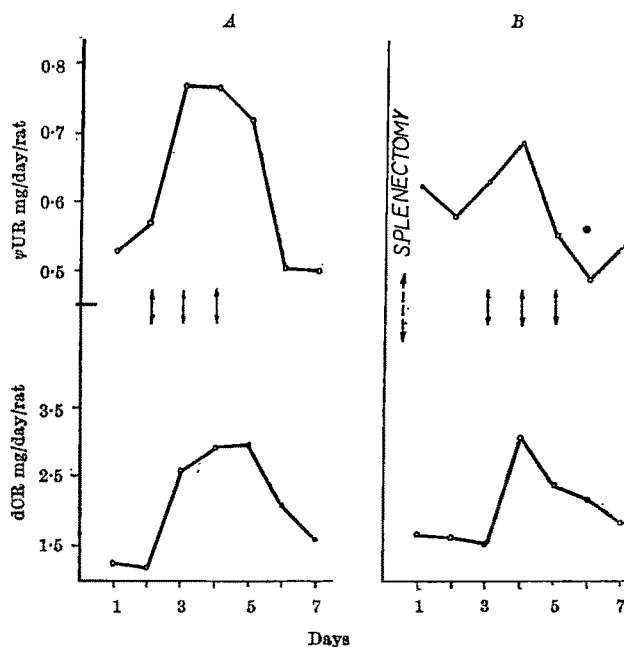 A B
0·8
0·7
0·6
0·5
ψUR mg/day/rat
SPLENECTOMY
3·5
2·5
1·5
dCR mg/day/rat
1 3 5 7 1 3 5 7
Days